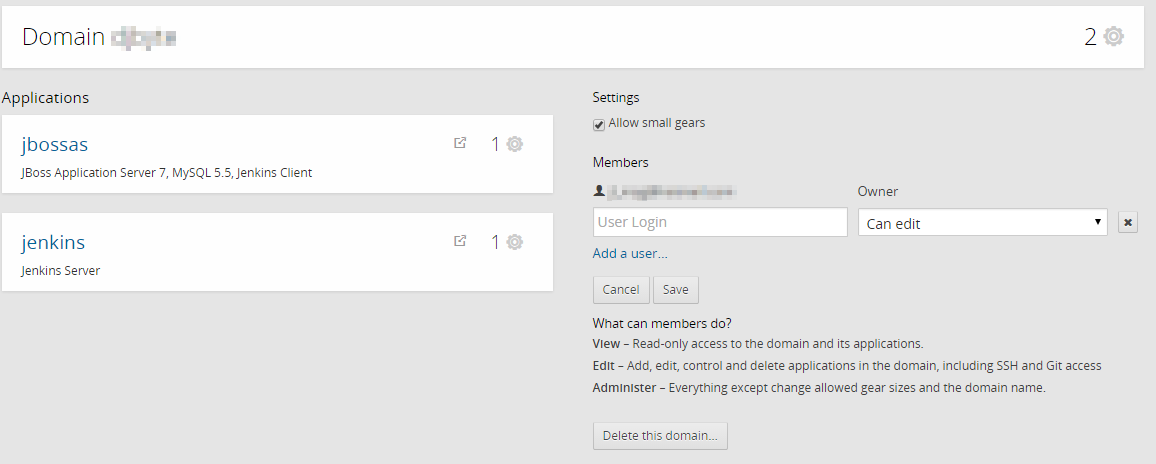 Domain
2
Applications
jbossas
1
JBoss Application Server 7, MySQL 5.5, Jenkins Client
jenkins
1
Jenkins Server
Settings
Allow small gears
Members
Owner
User Login
Can edit
Add a user...
Cancel
Save
What can members do?
View – Read-only access to the domain and its applications.
Edit – Add, edit, control and delete applications in the domain, including SSH and Git access
Administer – Everything except change allowed gear sizes and the domain name.
Delete this domain...